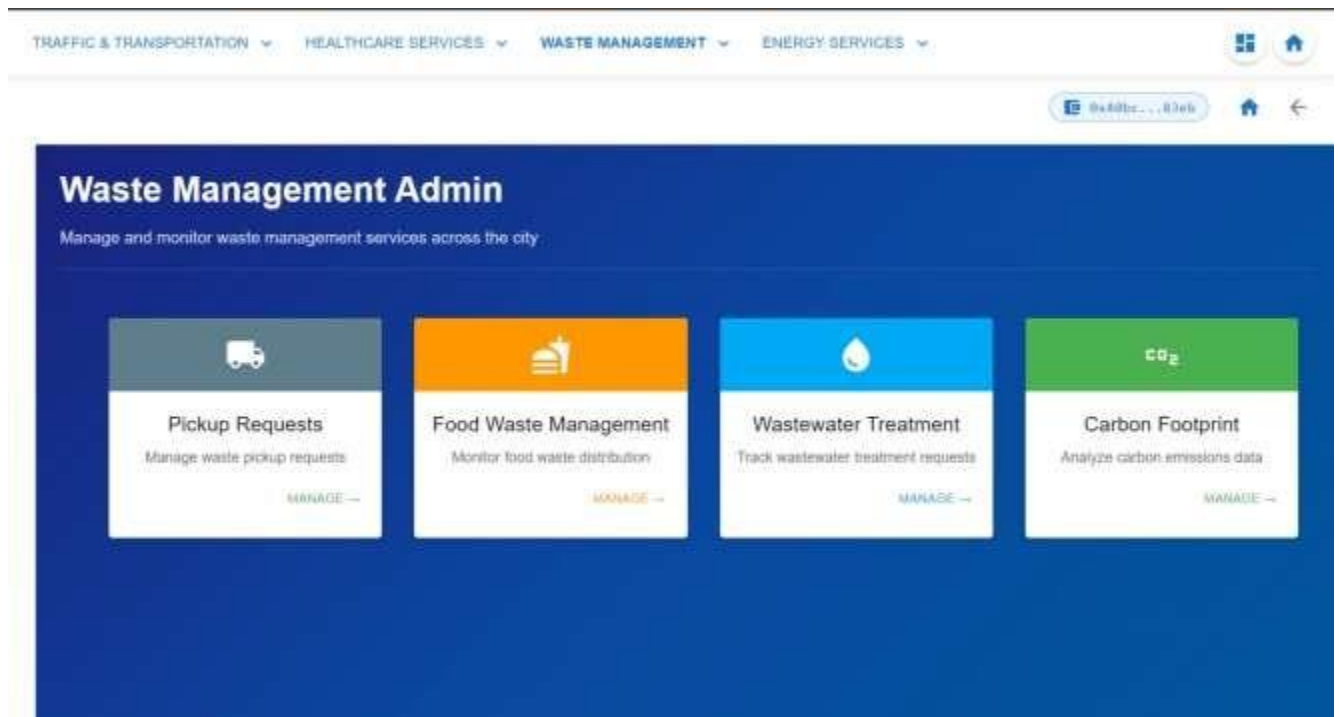 TRAFFIC & TRANSPORTATION HEALTHCARE SERVICES WASTE MANAGEMENT ENERGY SERVICES
Waste Management Admin
Manage and monitor waste management services across the city
CO2
Pickup Requests Food Waste Management Wastewater Treatment Carbon Footprint
Manage waste pickup requests Monitor food waste distribution Track wastewater treatment requests Analyze carbon emissions data
MANAGE → MANAGE → MANAGE → MANAGE →